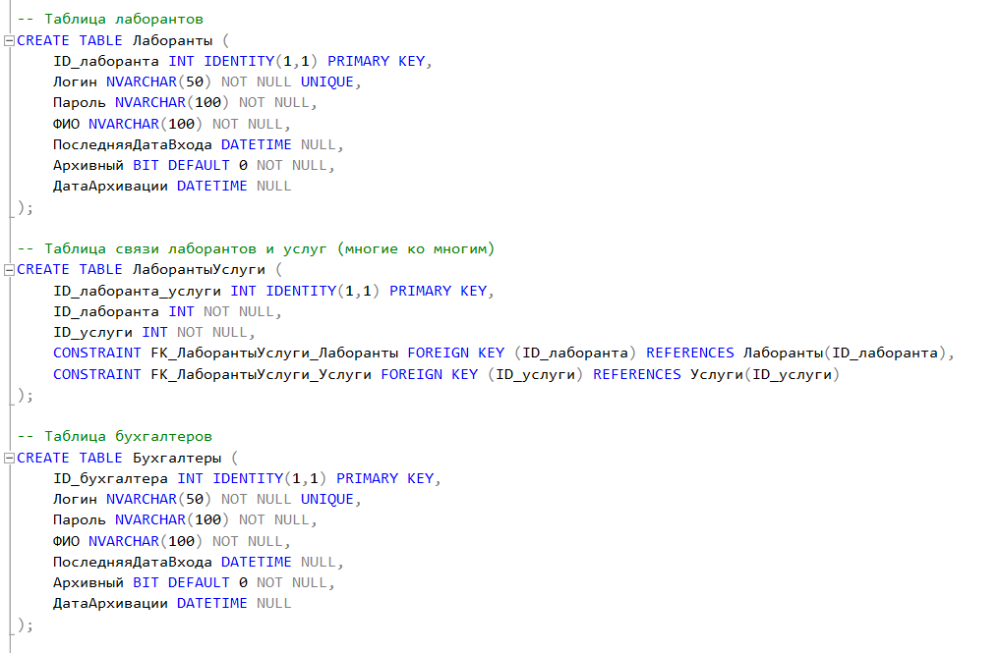 -- Таблица лаборантов
CREATE TABLE Лаборанты (
    ID_лаборанта INT IDENTITY(1,1) PRIMARY KEY,
    Логин NVARCHAR(50) NOT NULL UNIQUE,
    Пароль NVARCHAR(100) NOT NULL,
    ФИО NVARCHAR(100) NOT NULL,
    ПоследняяДатаВхода DATETIME NULL,
    Архивный BIT DEFAULT 0 NOT NULL,
    ДатаАрхивации DATETIME NULL
);
-- Таблица связи лаборантов и услуг (многие ко многим)
CREATE TABLE ЛаборантыУслуги (
    ID_лаборанта_услуги INT IDENTITY(1,1) PRIMARY KEY,
    ID_лаборанта INT NOT NULL,
    ID_услуги INT NOT NULL,
    CONSTRAINT FK_ЛаборантыУслуги_Лаборанты FOREIGN KEY (ID_лаборанта) REFERENCES Лаборанты(ID_лаборанта),
    CONSTRAINT FK_ЛаборантыУслуги_Услуги FOREIGN KEY (ID_услуги) REFERENCES Услуги(ID_услуги)
);
-- Таблица бухгалтеров
CREATE TABLE Бухгалтеры (
    ID_бухгалтера INT IDENTITY(1,1) PRIMARY KEY,
    Логин NVARCHAR(50) NOT NULL UNIQUE,
    Пароль NVARCHAR(100) NOT NULL,
    ФИО NVARCHAR(100) NOT NULL,
    ПоследняяДатаВхода DATETIME NULL,
    Архивный BIT DEFAULT 0 NOT NULL,
    ДатаАрхивации DATETIME NULL
);